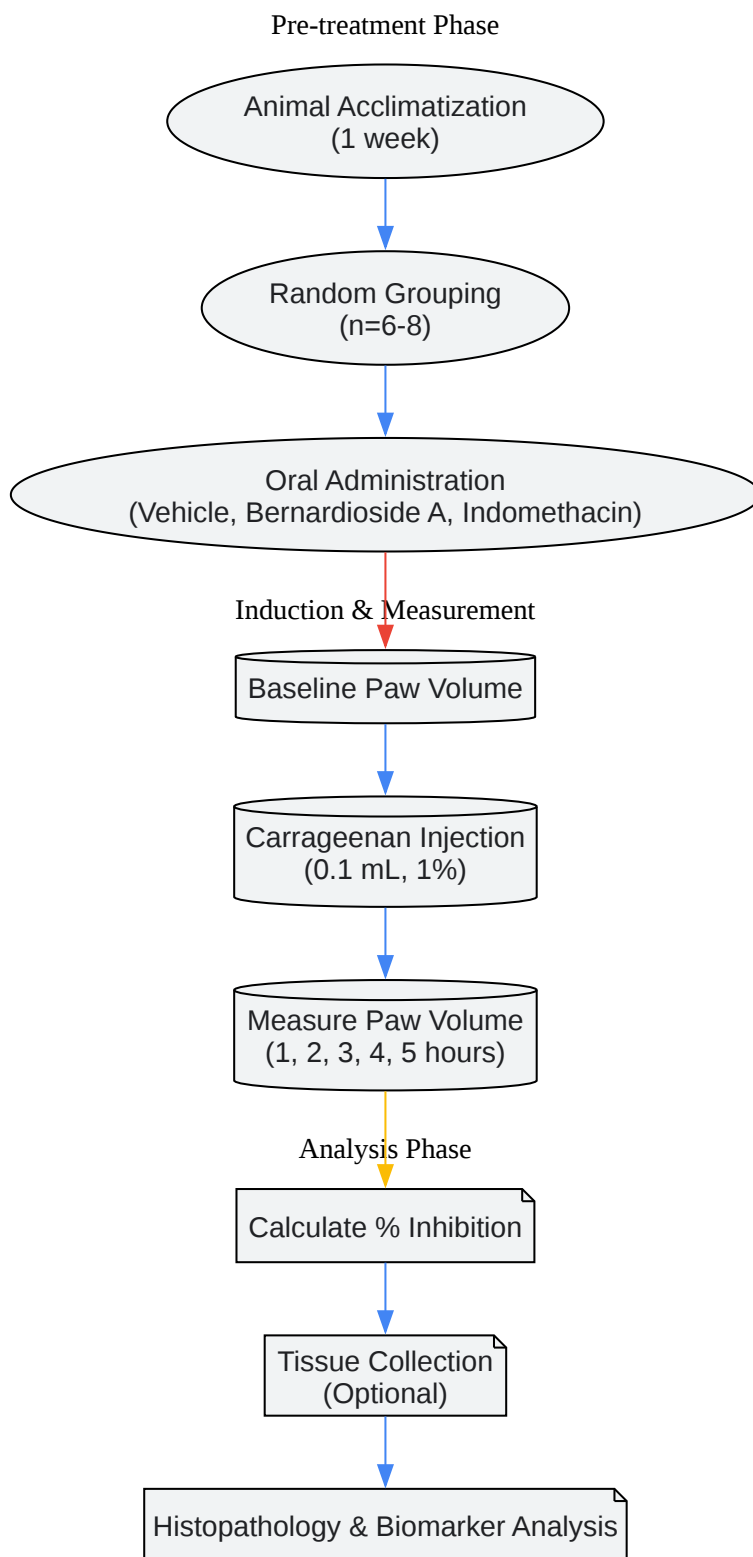 Pre-treatment Phase
Animal Acclimatization
(1 week)
Random Grouping
(n=6-8)
Oral Administration
(Vehicle, Bernardioside A, Indomethacin)
Induction & Measurement
Baseline Paw Volume
Carrageenan Injection
(0.1 mL, 1%)
Measure Paw Volume
(1, 2, 3, 4, 5 hours)
Analysis Phase
Calculate % Inhibition
Tissue Collection
(Optional)
Histopathology & Biomarker Analysis